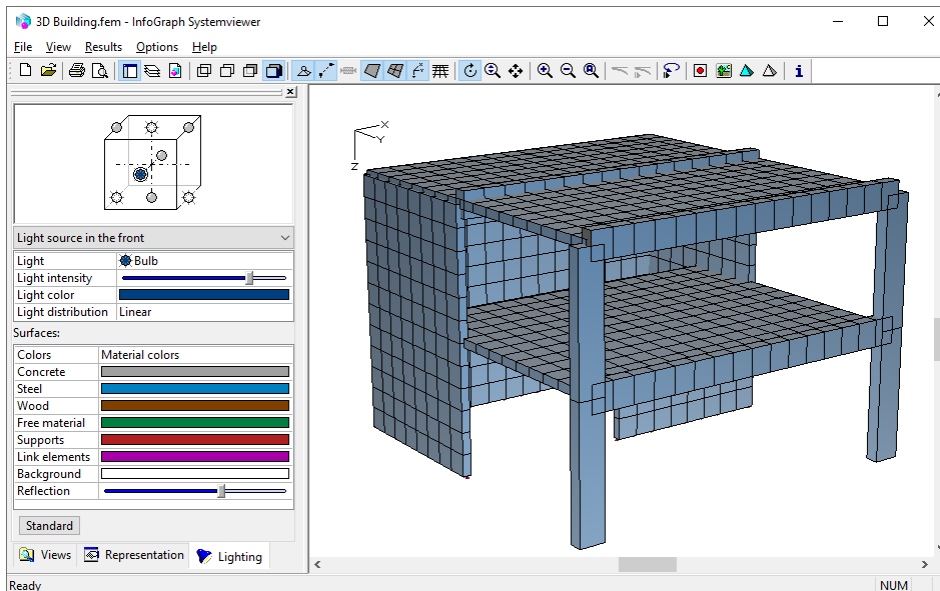 3D Building.fem - InfoGraph Systemviewer
File View Results Options Help
Light source in the front
Light Bulb
Light intensity
Light color
Light distribution Linear
Surfaces:
Colors Material colors
Concrete
Steel
Wood
Free material
Supports
Link elements
Background
Reflection
Standard
Views Representation Lighting
X
Y
Z
Ready NUM